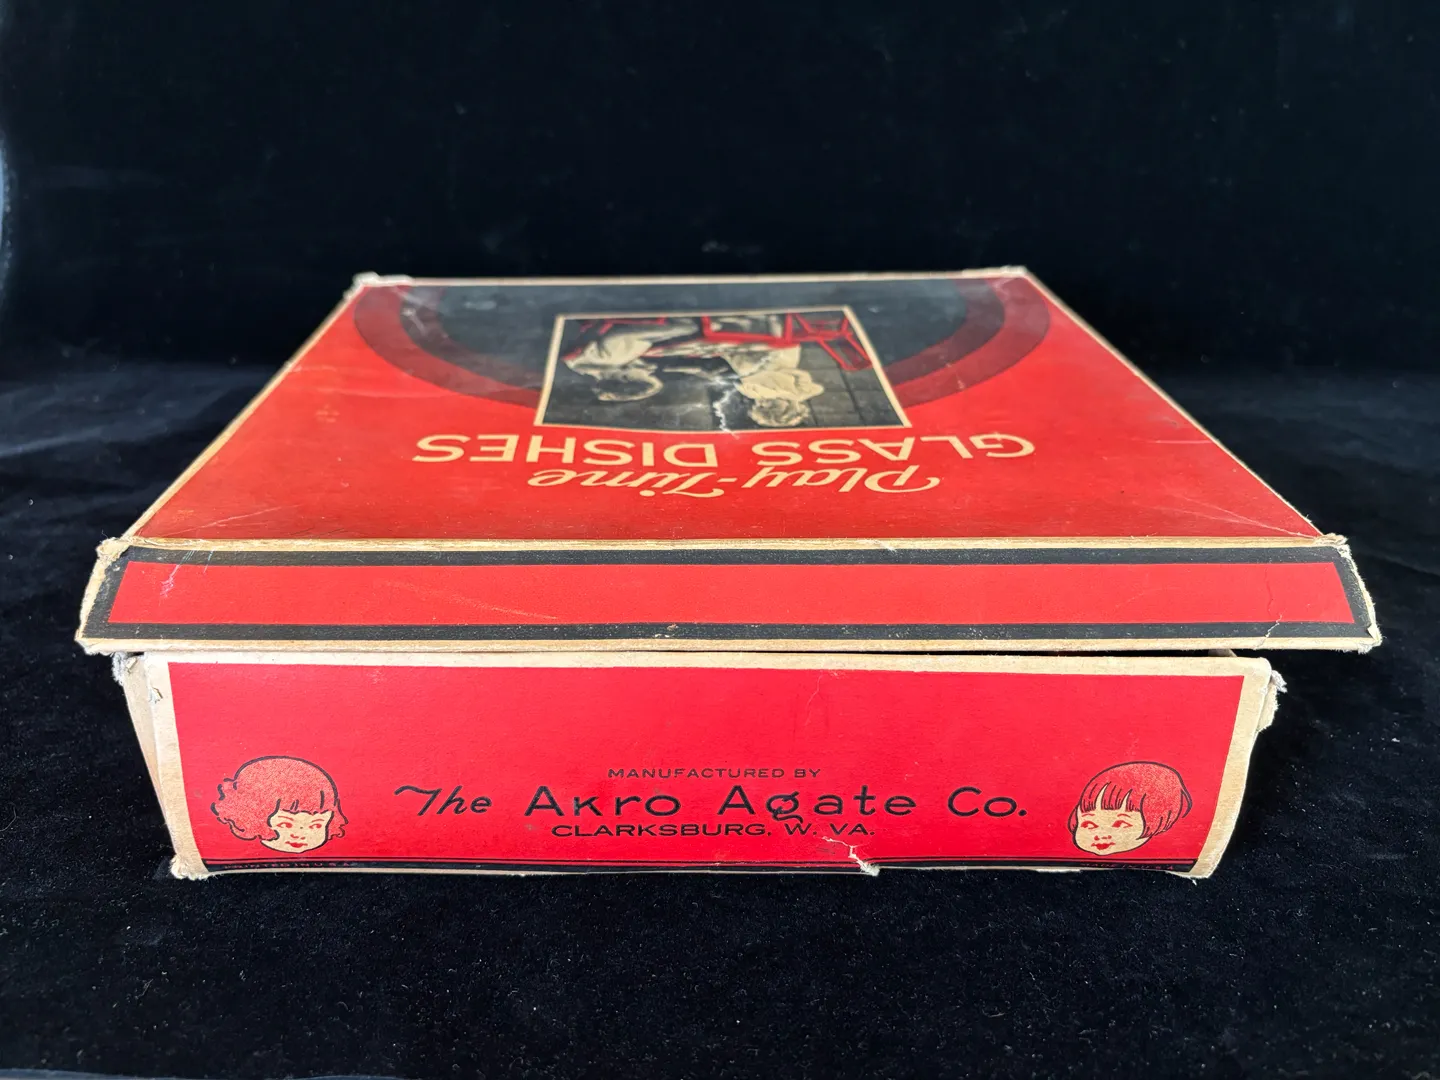 Play-Time
GLASS DISHES
MANUFACTURED BY
The Akro Agate Co.
CLARKSBURG, W. VA.